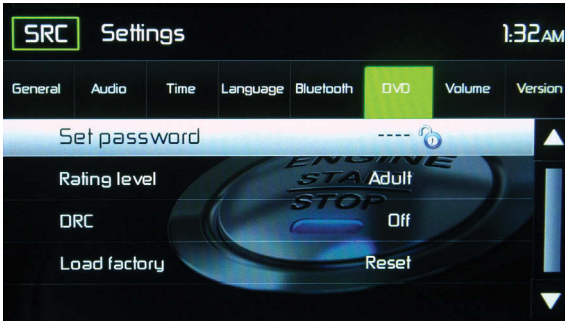 SRC Settings 1:32AM
General Audio Time Language Bluetooth DVD Volume Version
Set password ----
Rating level Adult
ENGINE
START
STOP
DRC Off
Load factory Reset